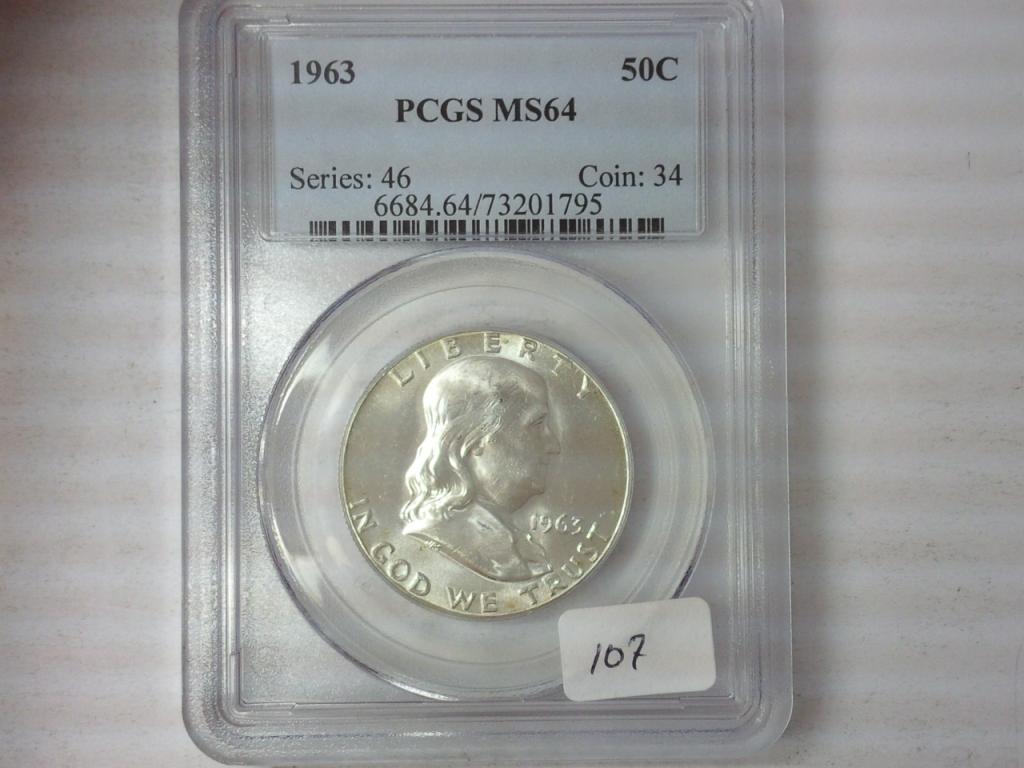 1963 50C
PCGS MS64
Series: 46 Coin: 34
6684.64/73201795
LIBERTY
1963
IN GOD WE TRUST
107